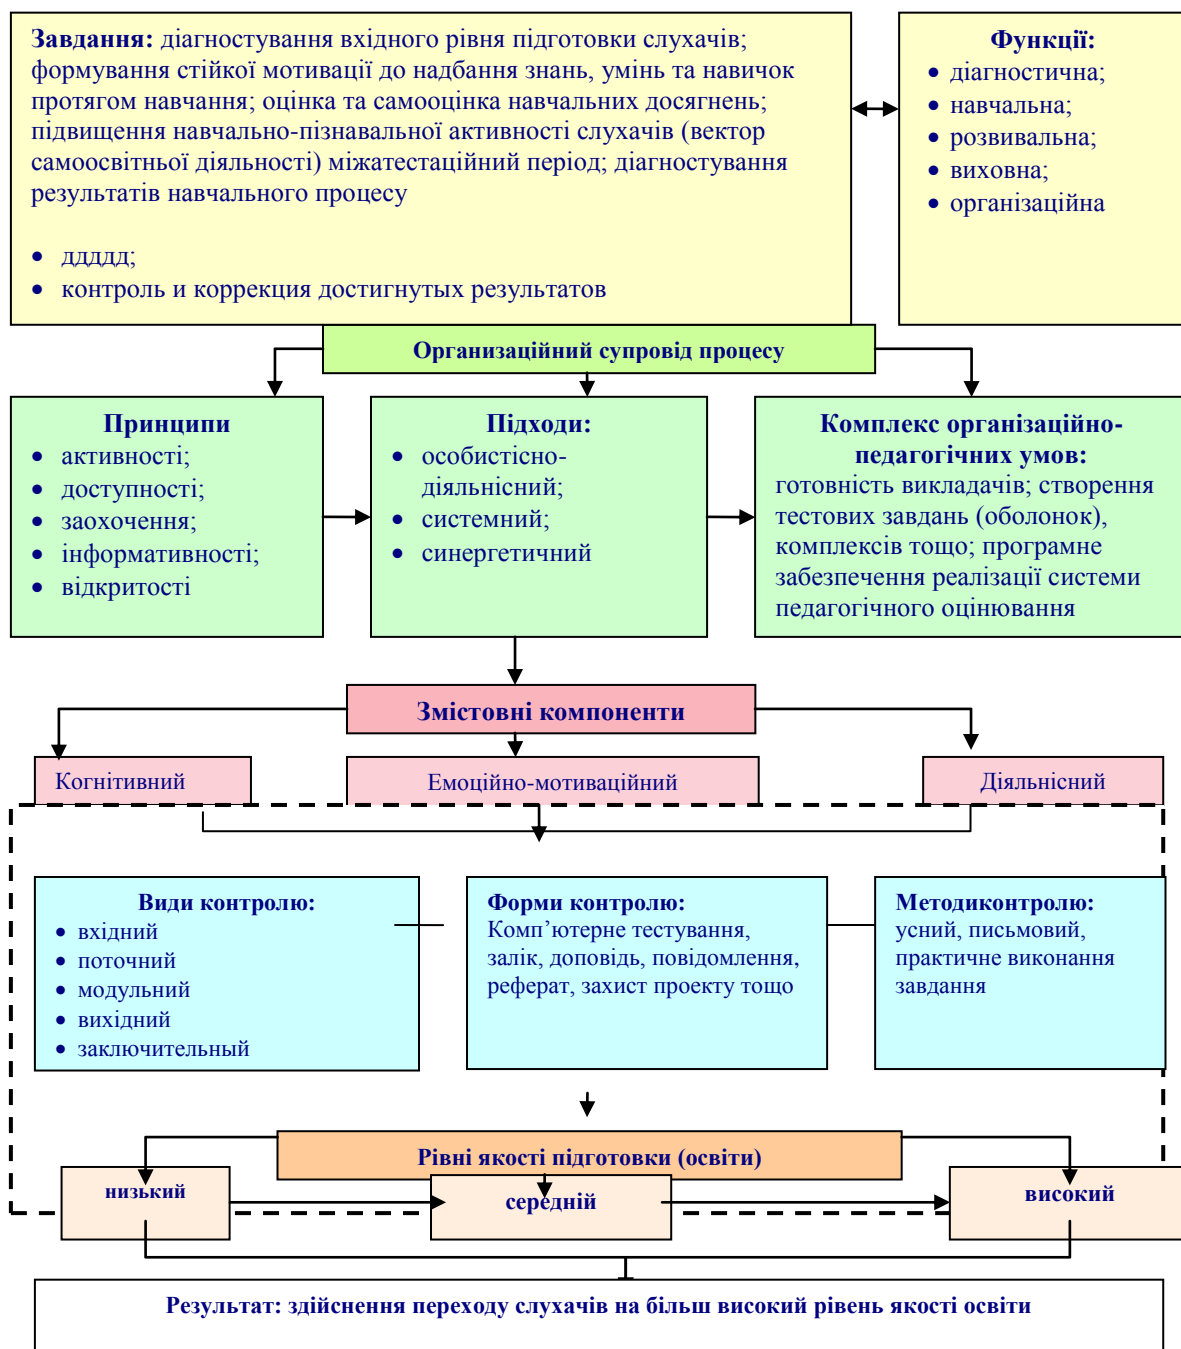 Завдання: діагностування вхідного рівня підготовки слухачів;
формування стійкої мотивації до надбання знань, умінь та навичок
протягом навчання; оцінка та самооцінка навчальних досягнень;
підвищення навчально-пізнавальної активності слухачів (вектор
самоосвітньої діяльності) міжатестаційний період; діагностування
результатів навчального процесу
• ддддд;
• контроль и коррекция достигнутых результатов
Функції:
• діагностична;
• навчальна;
• розвивальна;
• виховна;
• організаційна
Организаційний супровід процесу
Принципи
• активності;
• доступності;
• заохочення;
• інформативності;
• відкритості
Підходи:
• особистісно-
діяльнісний;
• системний;
• синергетичний
Комплекс організаційно-
педагогічних умов:
готовність викладачів; створення
тестових завдань (оболонок),
комплексів тощо; програмне
забезпечення реалізації системи
педагогічного оцінювання
Змістовні компоненти
Когнітивний
Емоційно-мотиваційний
Діяльнісний
Види контролю:
• вхідний
• поточний
• модульний
• вихідний
• заключительный
Форми контролю:
Комп’ютерне тестування,
залік, доповідь, повідомлення,
реферат, захист проекту тощо
Методиконтролю:
усний, письмовий,
практичне виконання
завдання
Рівні якості підготовки (освіти)
низький
середній
високий
Результат: здійснення переходу слухачів на більш високий рівень якості освіти